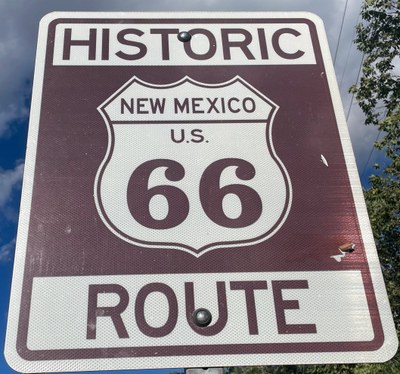 HISTORIC
NEW MEXICO
U.S.
66
ROUTE